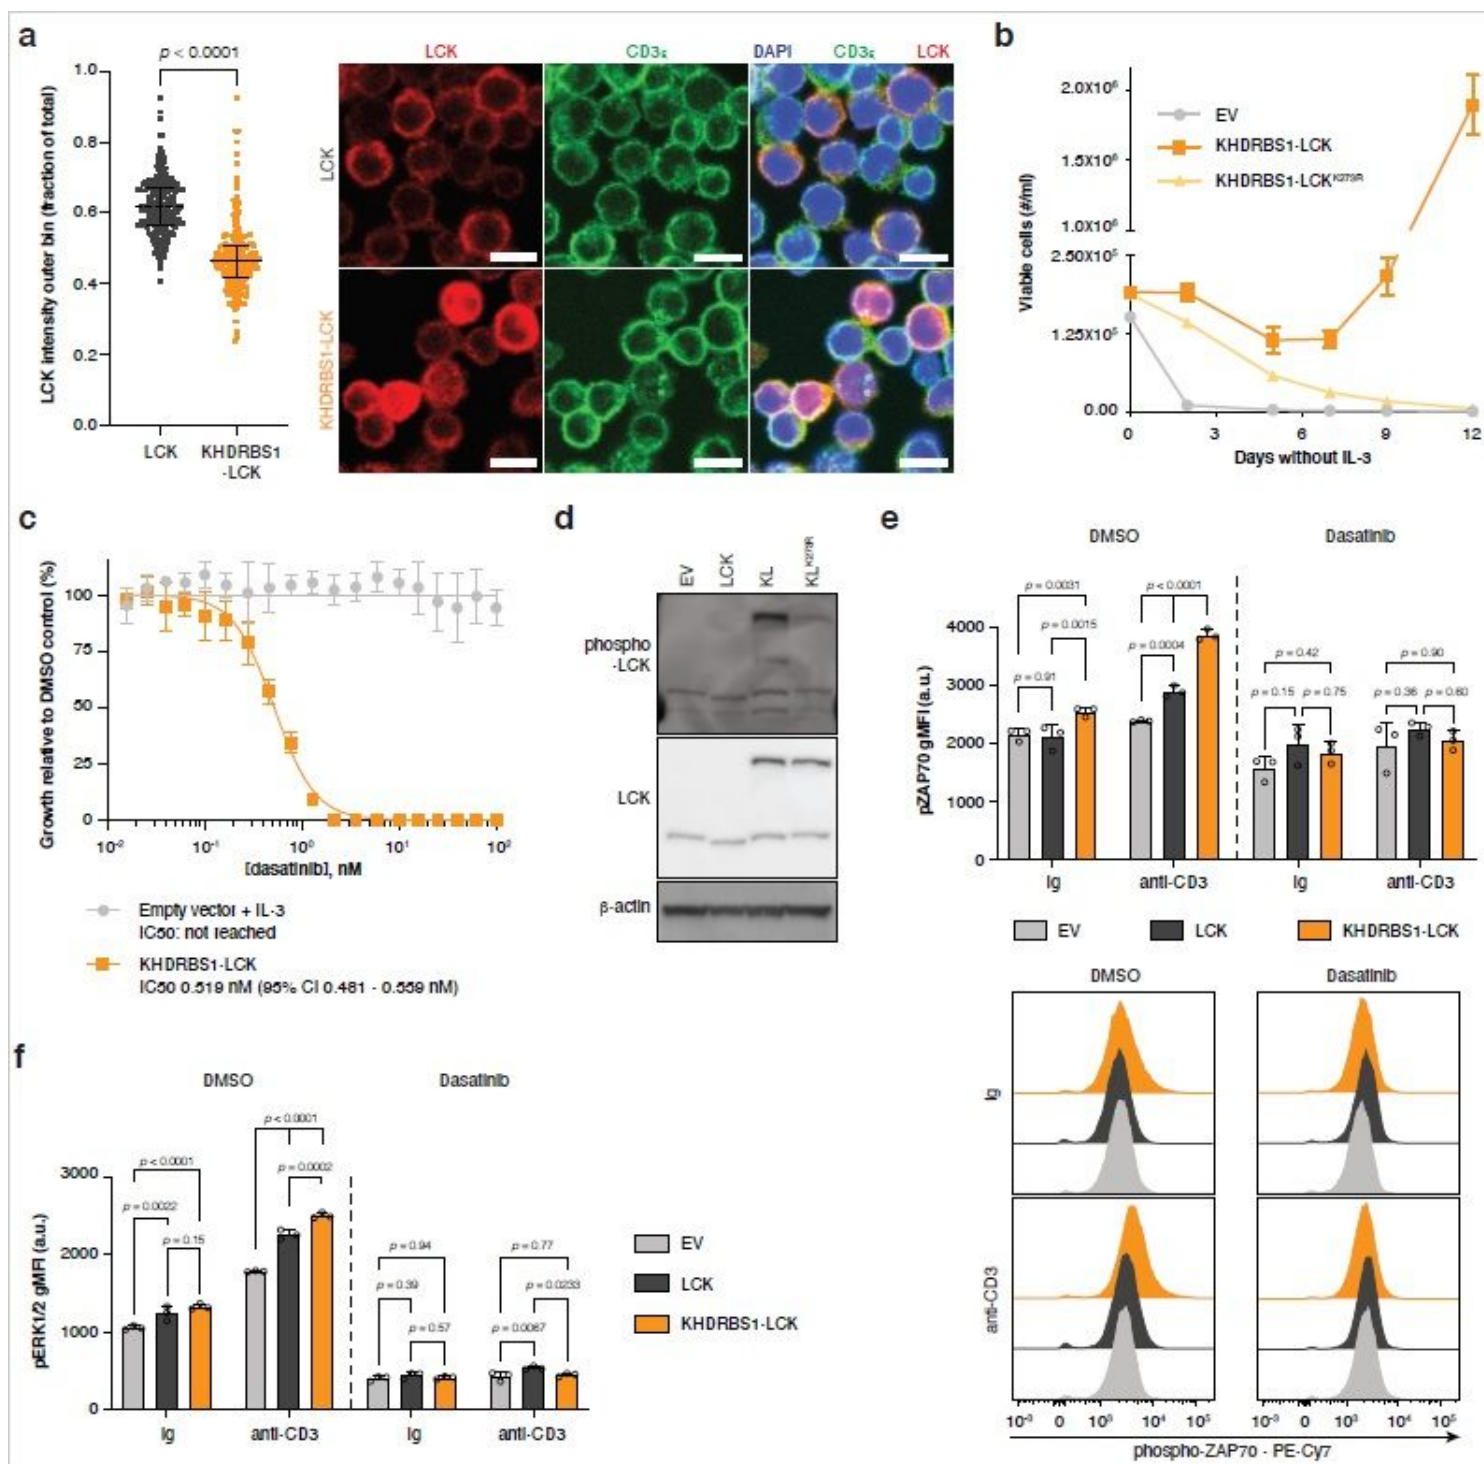 a
p < 0.0001
LCK intensity outer bin (fraction of total)
1.0
0.8
0.6
0.4
0.2
0.0
LCK
KHDRBS1
-LCK
LCK
CD3ε
DAPI CD3ε LCK
LCK
KHDRBS1-LCK
b
Viable cells (#/ml)
2.0X10⁶
1.5X10⁶
1.0X10⁶
2.50X10⁵
1.25X10⁵
0.00
EV
KHDRBS1-LCK
KHDRBS1-LCKᴷ²⁷³ᴿ
0 3 6 9 12
Days without IL-3
c
Growth relative to DMSO control (%)
100
75
50
25
0
10⁻² 10⁻¹ 10⁰ 10¹ 10²
[dasatinib], nM
Empty vector + IL-3
IC50: not reached
KHDRBS1-LCK
IC50 0.519 nM (95% CI 0.481 - 0.559 nM)
d
EV LCK KL KLᴷ²⁷³ᴿ
phospho
-LCK
LCK
β-actin
e
DMSO Dasatinib
pZAP70 gMFI (a.u.)
4000
3000
2000
1000
0
p = 0.0031
p = 0.0015
p = 0.91
p < 0.0001
p = 0.0004
p = 0.42
p = 0.15
p = 0.75
p = 0.90
p = 0.36
p = 0.60
Ig anti-CD3 Ig anti-CD3
EV LCK KHDRBS1-LCK
DMSO Dasatinib
Ig
anti-CD3
10⁻³ 0 10³ 10⁴ 10⁵
10⁻³ 0 10³ 10⁴ 10⁵
phospho-ZAP70 - PE-Cy7
f
DMSO Dasatinib
pERK1/2 gMFI (a.u.)
3000
2000
1000
0
p < 0.0001
p = 0.0022
p = 0.15
p < 0.0001
p = 0.0002
p = 0.94
p = 0.39
p = 0.57
p = 0.77
p = 0.0233
p = 0.0067
Ig anti-CD3 Ig anti-CD3
EV
LCK
KHDRBS1-LCK